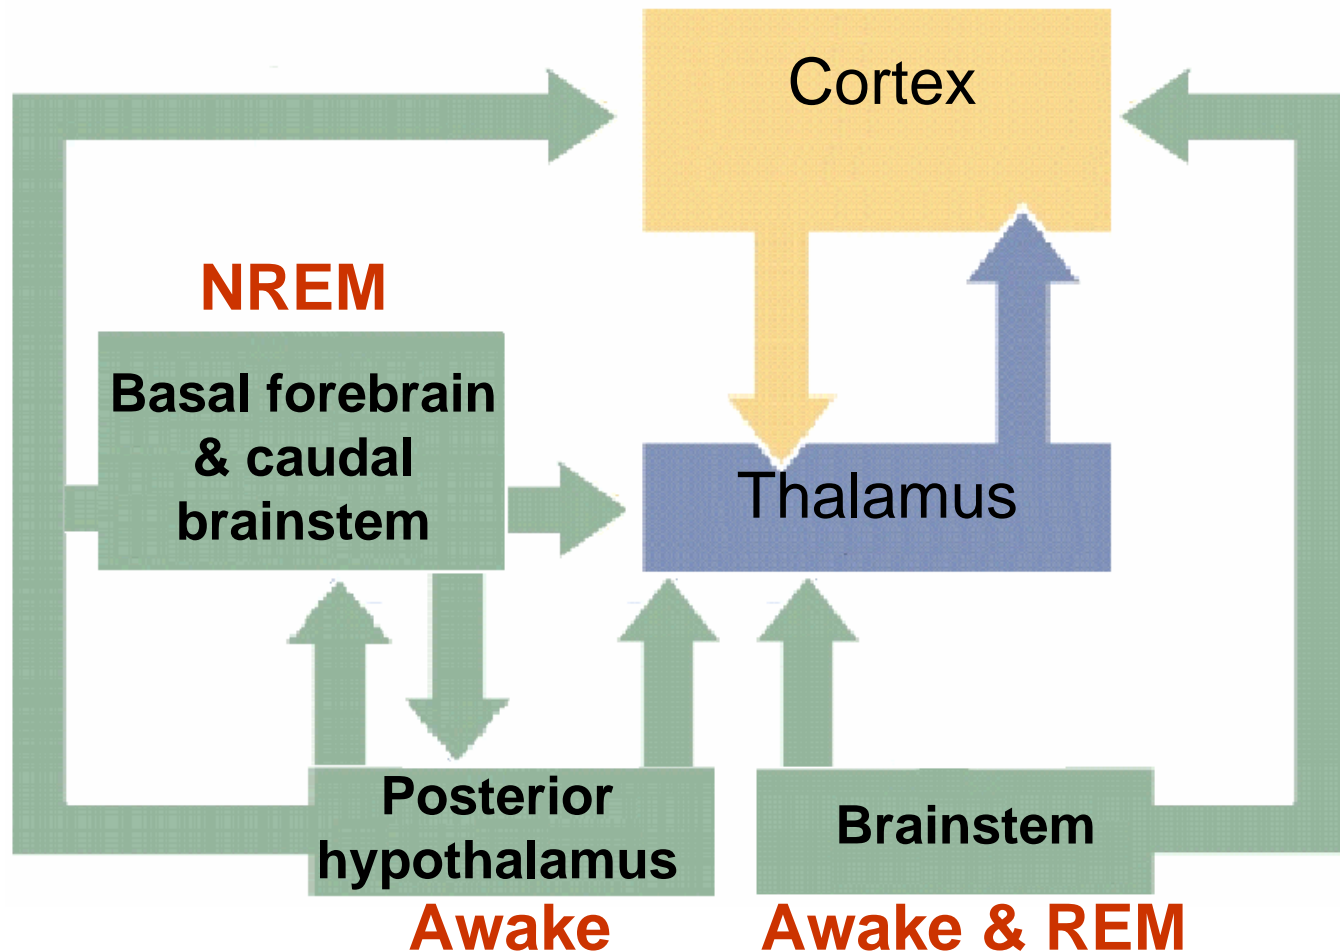 Cortex
NREM
Basal forebrain
& caudal
brainstem
Thalamus
Posterior
hypothalamus
Brainstem
Awake
Awake & REM